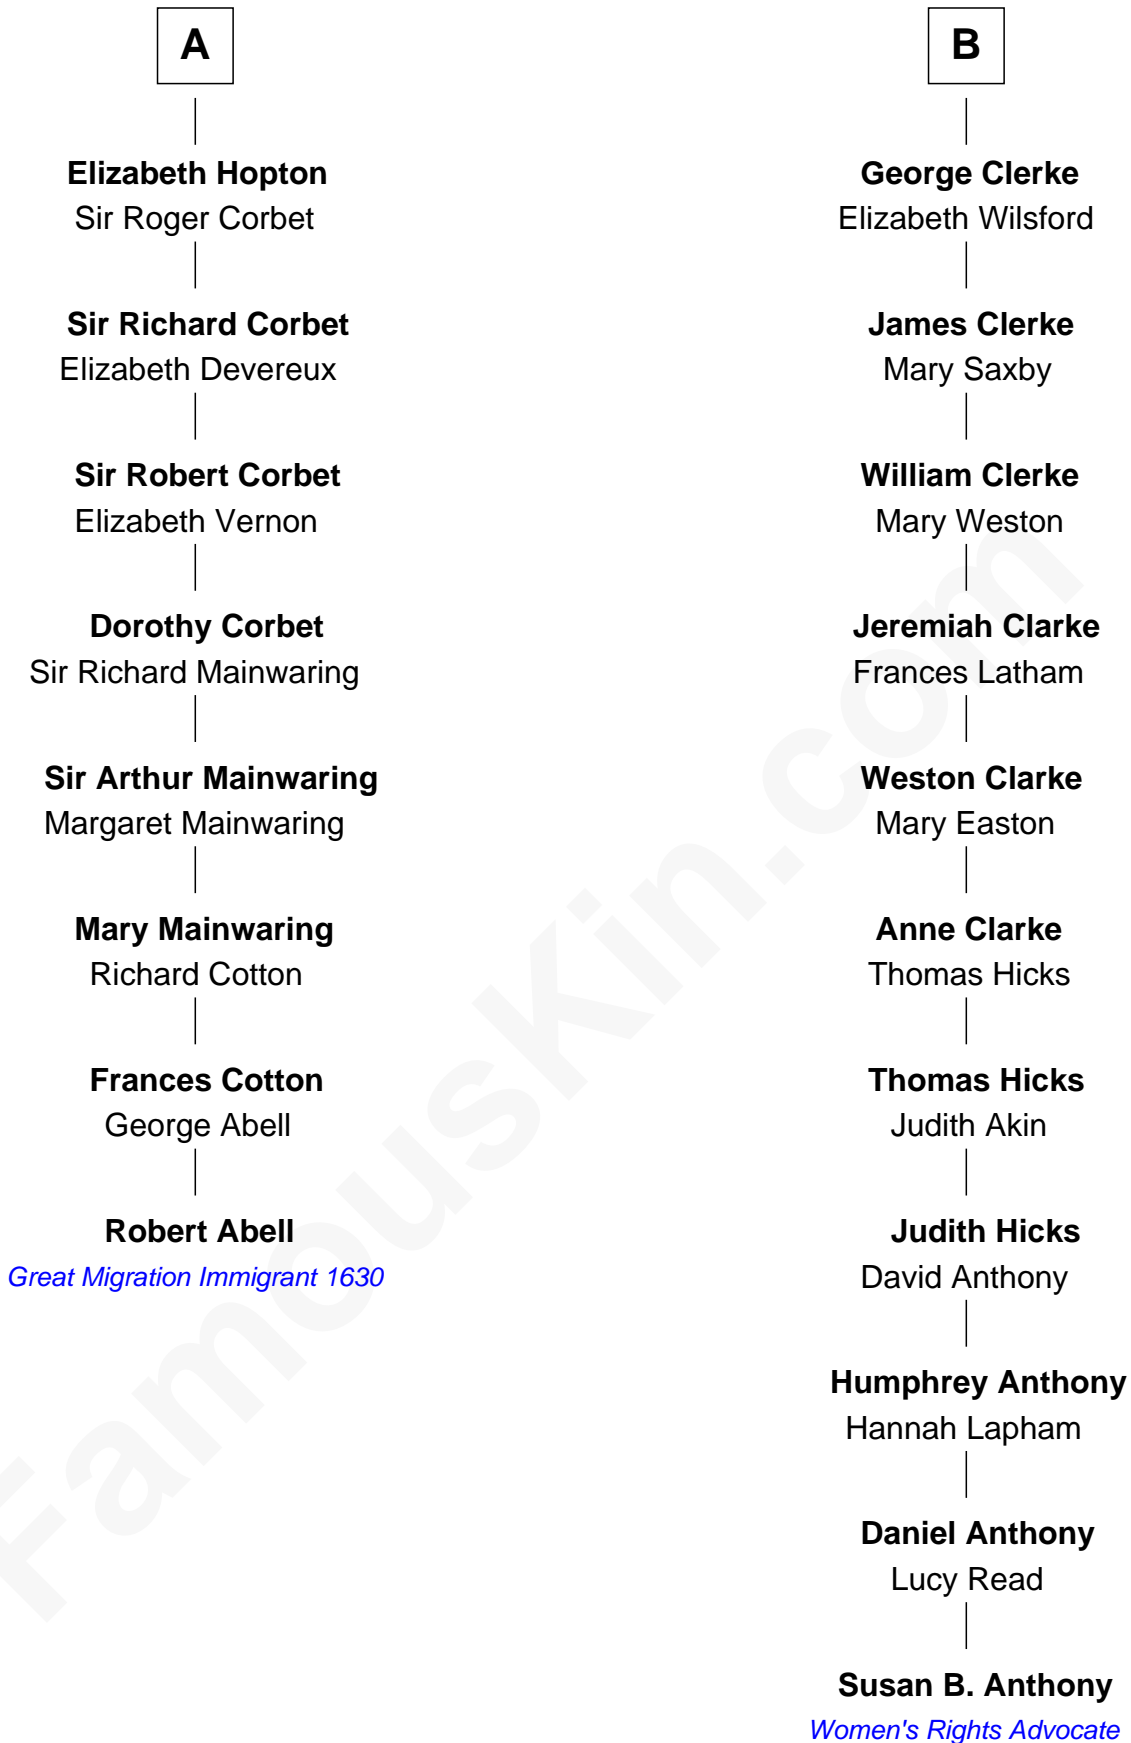 A
Elizabeth Hopton
Sir Roger Corbet
Sir Richard Corbet
Elizabeth Devereux
Sir Robert Corbet
Elizabeth Vernon
Dorothy Corbet
Sir Richard Mainwaring
Sir Arthur Mainwaring
Margaret Mainwaring
Mary Mainwaring
Richard Cotton
Frances Cotton
George Abell
Robert Abell
Great Migration Immigrant 1630
B
George Clerke
Elizabeth Wilsford
James Clerke
Mary Saxby
William Clerke
Mary Weston
Jeremiah Clarke
Frances Latham
Weston Clarke
Mary Easton
Anne Clarke
Thomas Hicks
Thomas Hicks
Judith Akin
Judith Hicks
David Anthony
Humphrey Anthony
Hannah Lapham
Daniel Anthony
Lucy Read
Susan B. Anthony
Women's Rights Advocate
FamousKin.com